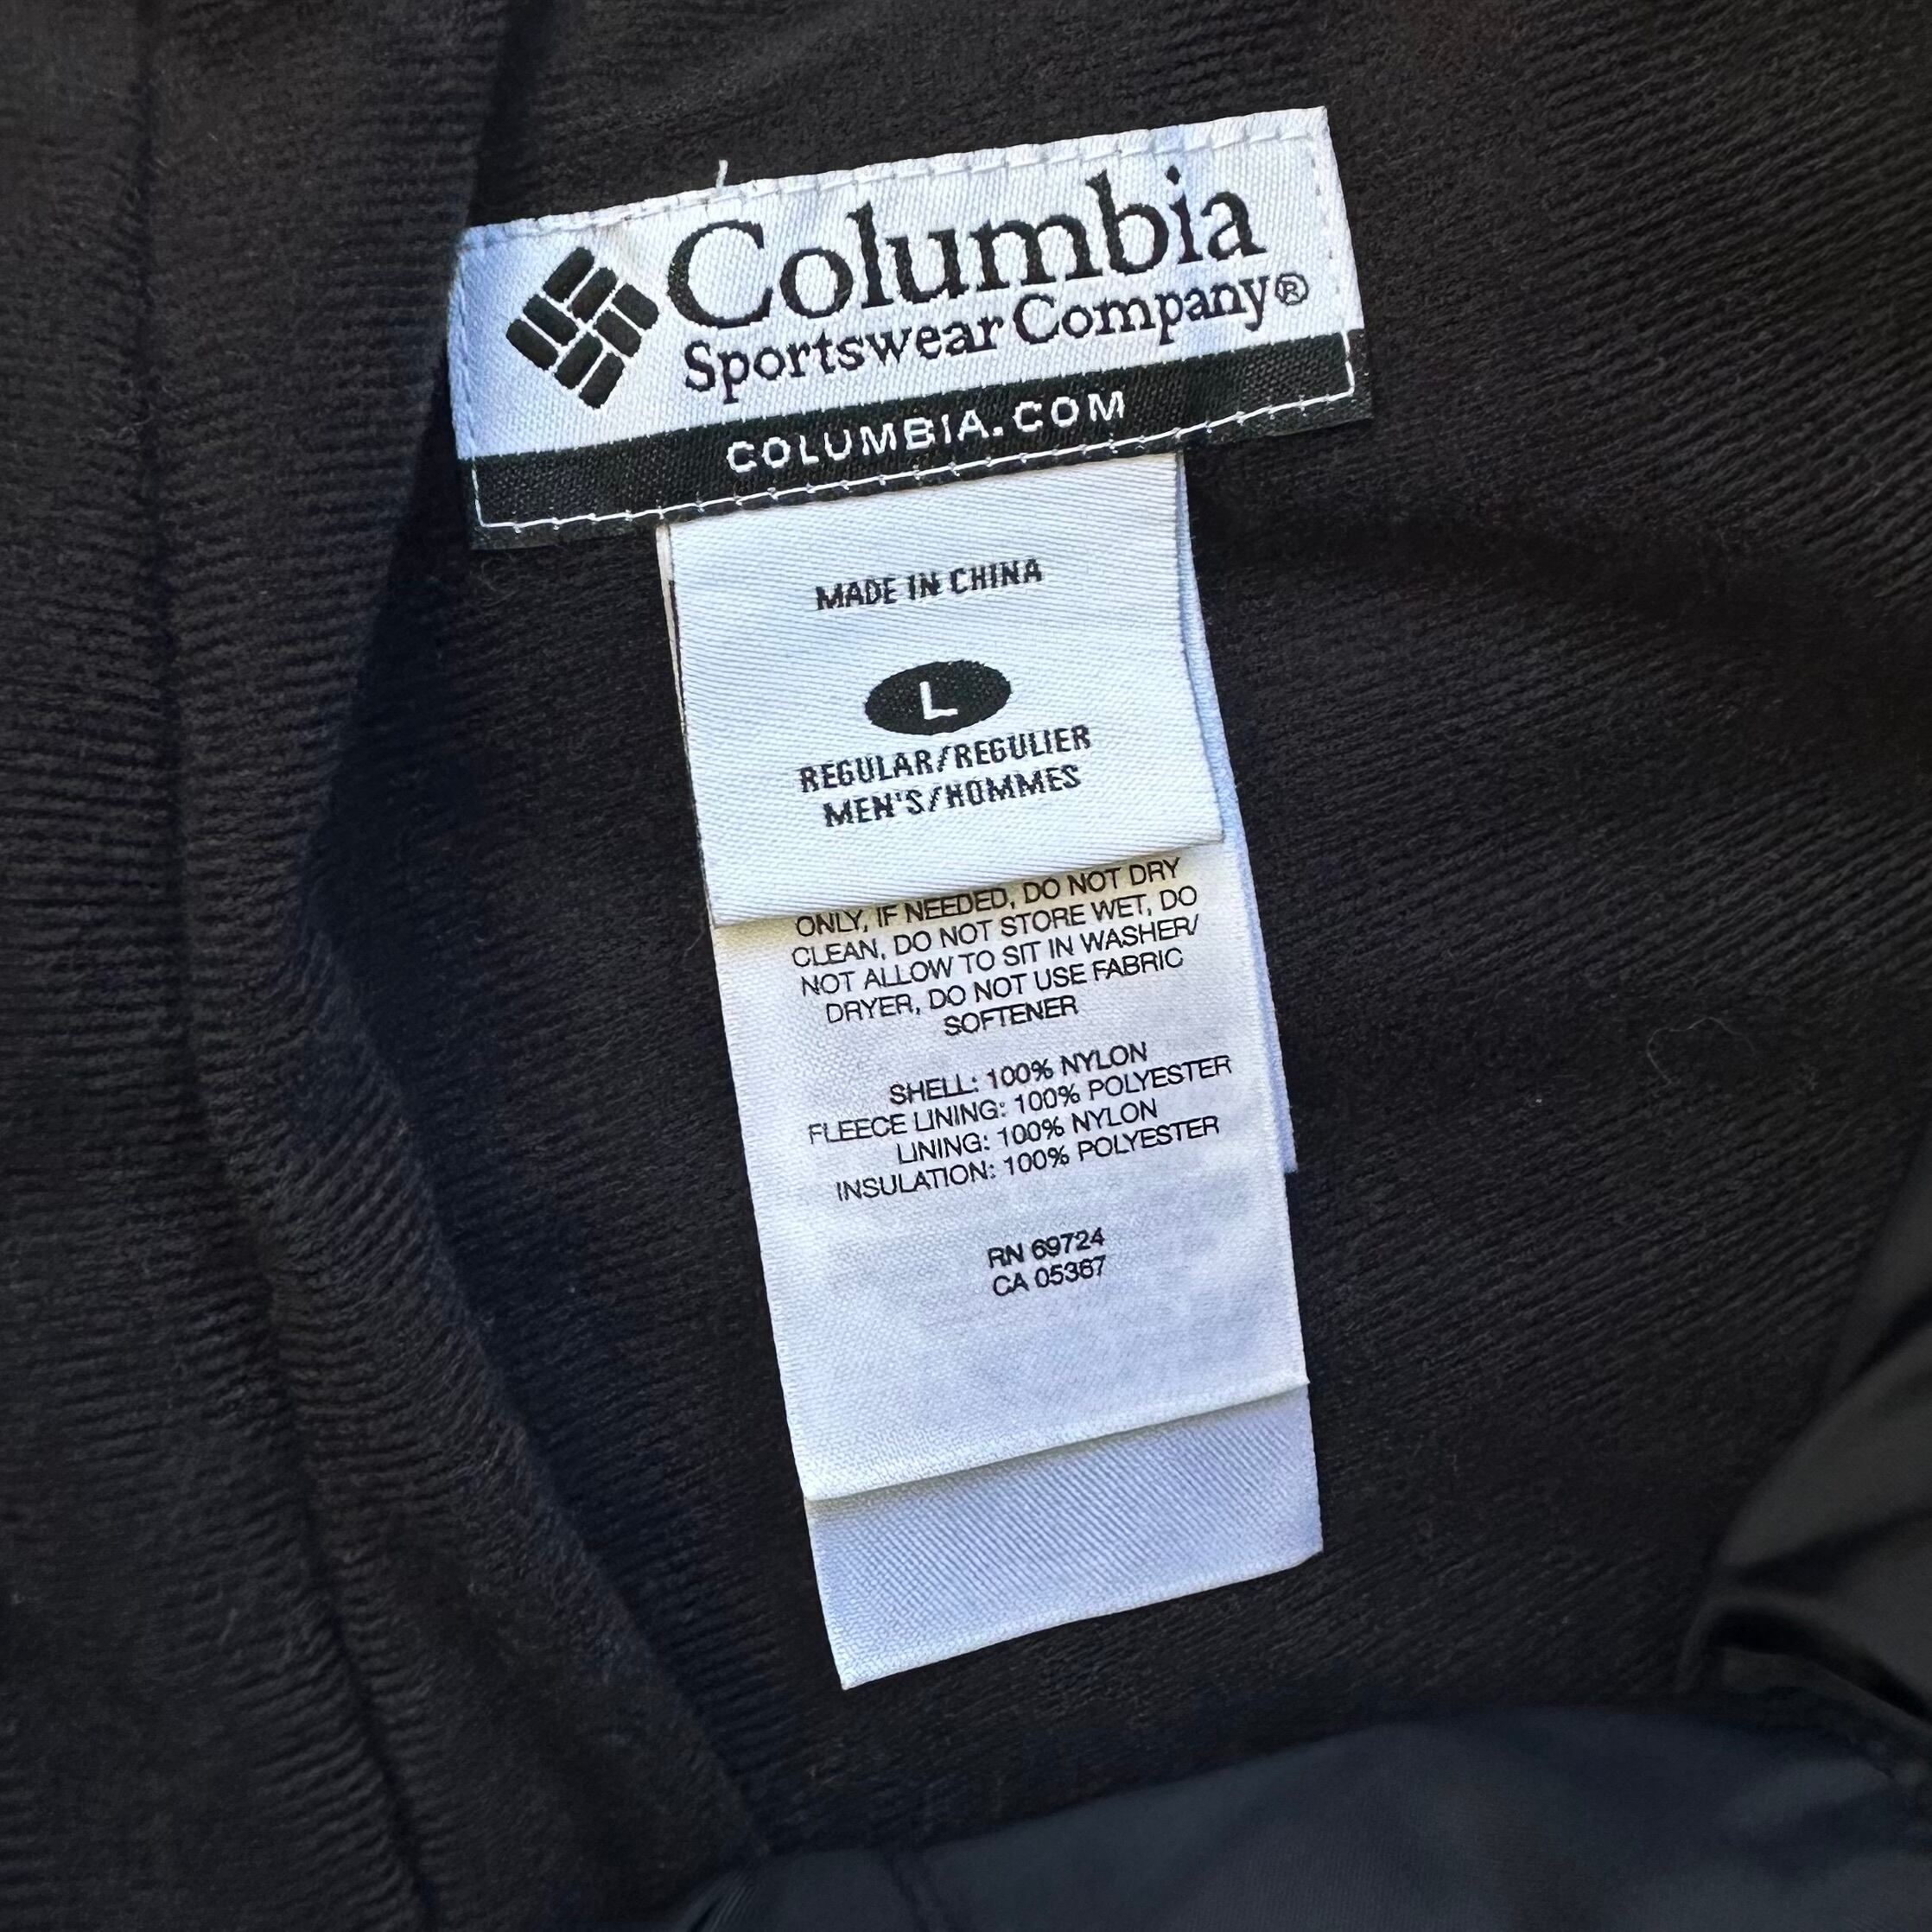 Columbia
Sportswear Company®
COLUMBIA.COM
MADE IN CHINA
L
REGULAR/REGULIER
MEN'S/HOMMES
ONLY, IF NEEDED, DO NOT DRY
CLEAN, DO NOT STORE WET, DO
NOT ALLOW TO SIT IN WASHER/
DRYER, DO NOT USE FABRIC
SOFTENER
SHELL: 100% NYLON
FLEECE LINING: 100% POLYESTER
LINING: 100% NYLON
INSULATION: 100% POLYESTER
RN 69724
CA 05367